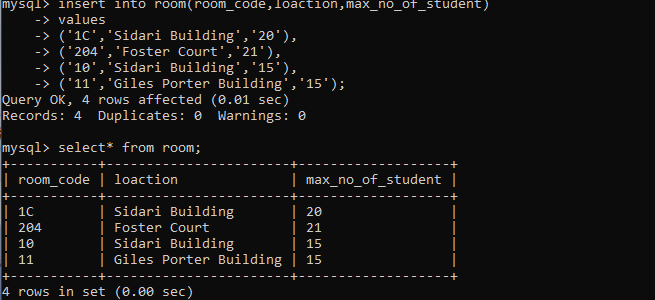 mysql> insert into room(room_code,loaction,max_no_of_student)
    -> values
    -> ('1C','Sidari Building','20'),
    -> ('204','Foster Court','21'),
    -> ('10','Sidari Building','15'),
    -> ('11','Giles Porter Building','15');
Query OK, 4 rows affected (0.01 sec)
Records: 4  Duplicates: 0  Warnings: 0

mysql> select* from room;
+-----------+-----------------------+-------------------+
| room_code | loaction              | max_no_of_student |
+-----------+-----------------------+-------------------+
| 1C        | Sidari Building       | 20                |
| 204       | Foster Court          | 21                |
| 10        | Sidari Building       | 15                |
| 11        | Giles Porter Building | 15                |
+-----------+-----------------------+-------------------+
4 rows in set (0.00 sec)